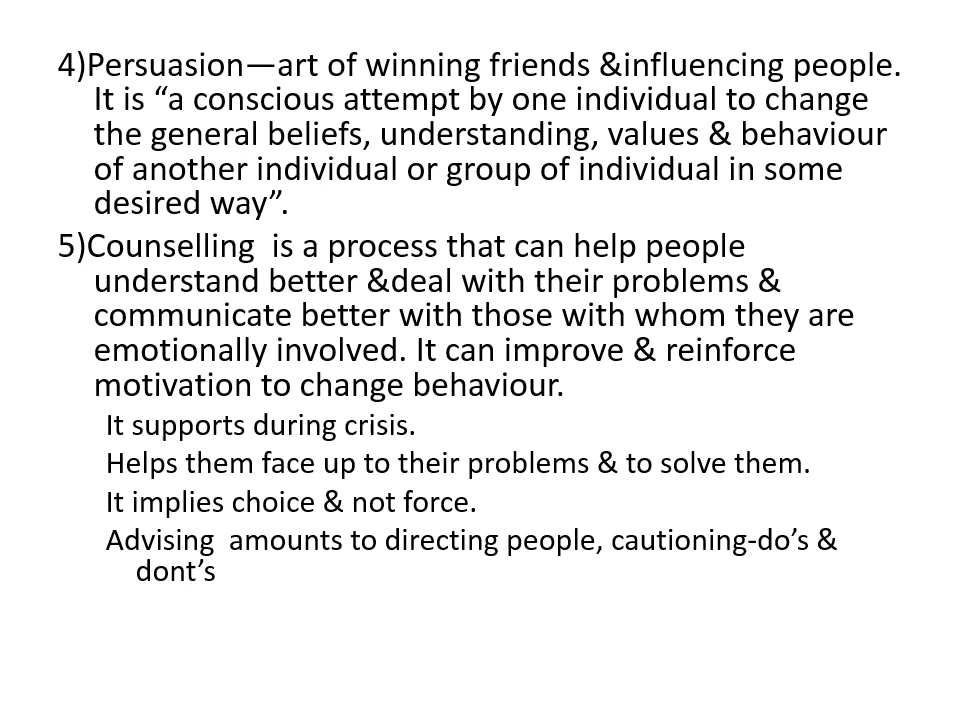 4)Persuasion—art of winning friends &influencing people.
It is “a conscious attempt by one individual to change
the general beliefs, understanding, values & behaviour
of another individual or group of individual in some
desired way”.
5)Counselling  is a process that can help people
understand better &deal with their problems &
communicate better with those with whom they are
emotionally involved. It can improve & reinforce
motivation to change behaviour.
It supports during crisis.
Helps them face up to their problems & to solve them.
It implies choice & not force.
Advising  amounts to directing people, cautioning-do’s &
dont’s